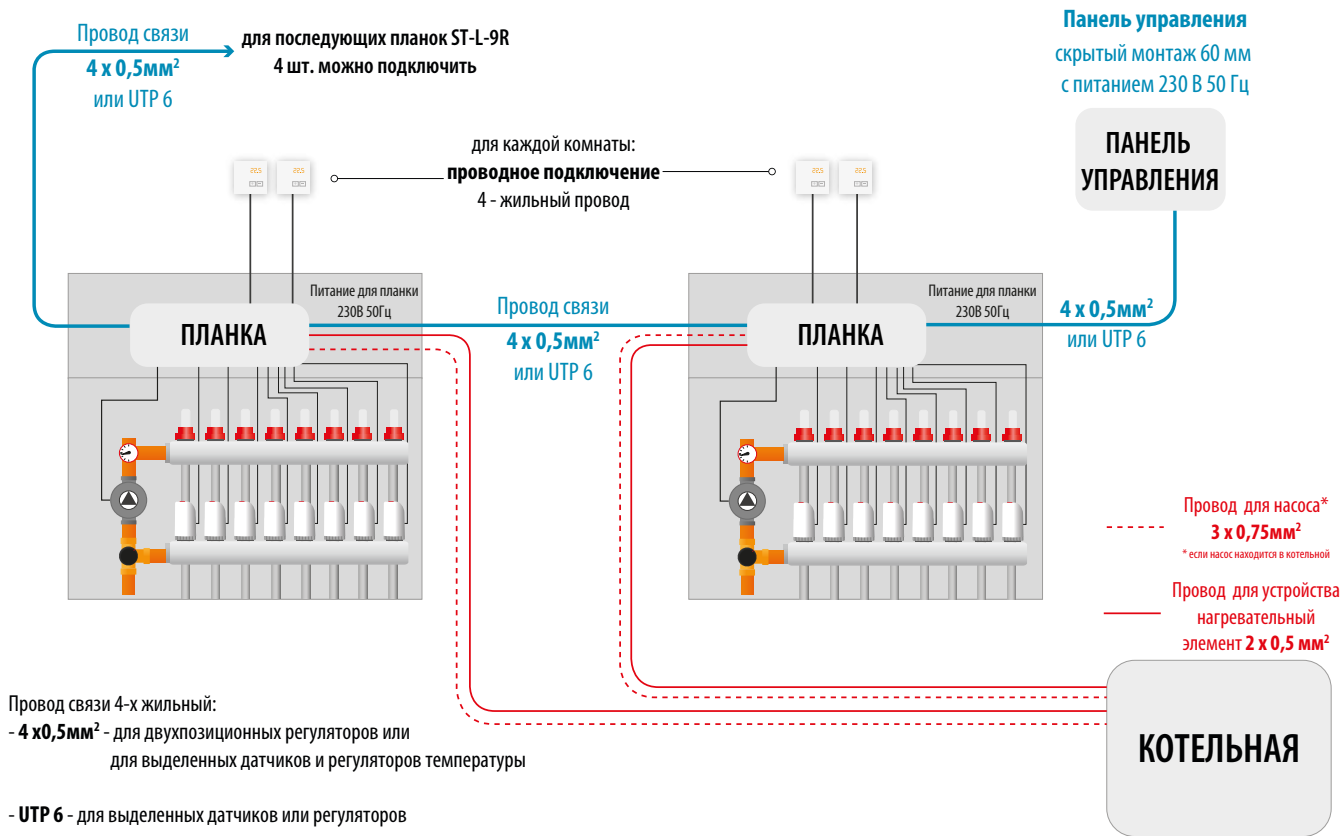 Провод связи
4 x 0,5мм²
или UTP 6
для последующих планок ST-L-9R
4 шт. можно подключить
Панель управления
скрытый монтаж 60 мм
с питанием 230 В 50 Гц
ПАНЕЛЬ
УПРАВЛЕНИЯ
для каждой комнаты:
проводное подключение
4 - жильный провод
Питание для планки
230В 50Гц
ПЛАНКА
Провод связи
4 x 0,5мм²
или UTP 6
Питание для планки
230В 50Гц
ПЛАНКА
4 x 0,5мм²
или UTP 6
Провод для насоса*
3 x 0,75мм²
* если насос находится в котельной
Провод для устройства
нагревательный
элемент 2 x 0,5 мм²
КОТЕЛЬНАЯ
Провод связи 4-х жильный:
- 4 x0,5мм² - для двухпозиционных регуляторов или
для выделенных датчиков и регуляторов температуры
- UTP 6 - для выделенных датчиков или регуляторов